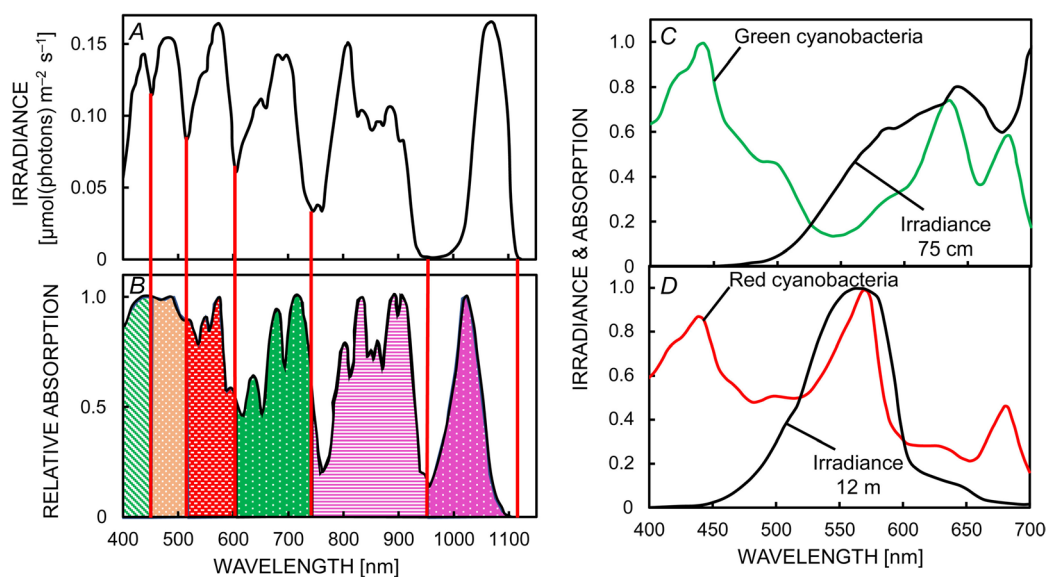 A
0.15
0.10
0.05
0
IRRADIANCE
[µmol(photons) m⁻² s⁻¹)
B
1.0
0.5
0
RELATIVE ABSORPTION
400 500 600 700 800 900 1000 1100
WAVELENGTH [nm]
C
Green cyanobacteria
1.0
0.8
0.6
0.4
0.2
0
Irradiance
75 cm
IRRADIANCE & ABSORPTION
D
Red cyanobacteria
1.0
0.8
0.6
0.4
0.2
0
Irradiance
12 m
400 450 500 550 600 650 700
WAVELENGTH [nm]